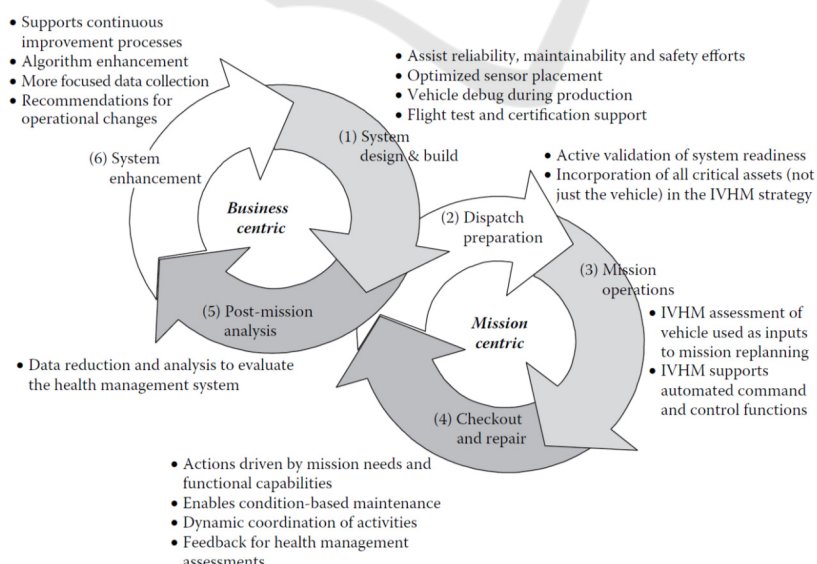 • Supports continuous
improvement processes
• Algorithm enhancement
• More focused data collection
• Recommendations for
operational changes
• Assist reliability, maintainability and safety efforts
• Optimized sensor placement
• Vehicle debug during production
• Flight test and certification support
(1) System
design & build
(6) System
enhancement
Business
centric
• Active validation of system readiness
• Incorporation of all critical assets (not
just the vehicle) in the IVHM strategy
(2) Dispatch
preparation
(3) Mission
operations
• IVHM assessment of
vehicle used as inputs
to mission replanning
• IVHM supports
automated command
and control functions
Mission
centric
(5) Post-mission
analysis
• Data reduction and analysis to evaluate
the health management system
(4) Checkout
and repair
• Actions driven by mission needs and
functional capabilities
• Enables condition-based maintenance
• Dynamic coordination of activities
• Feedback for health management
assessments